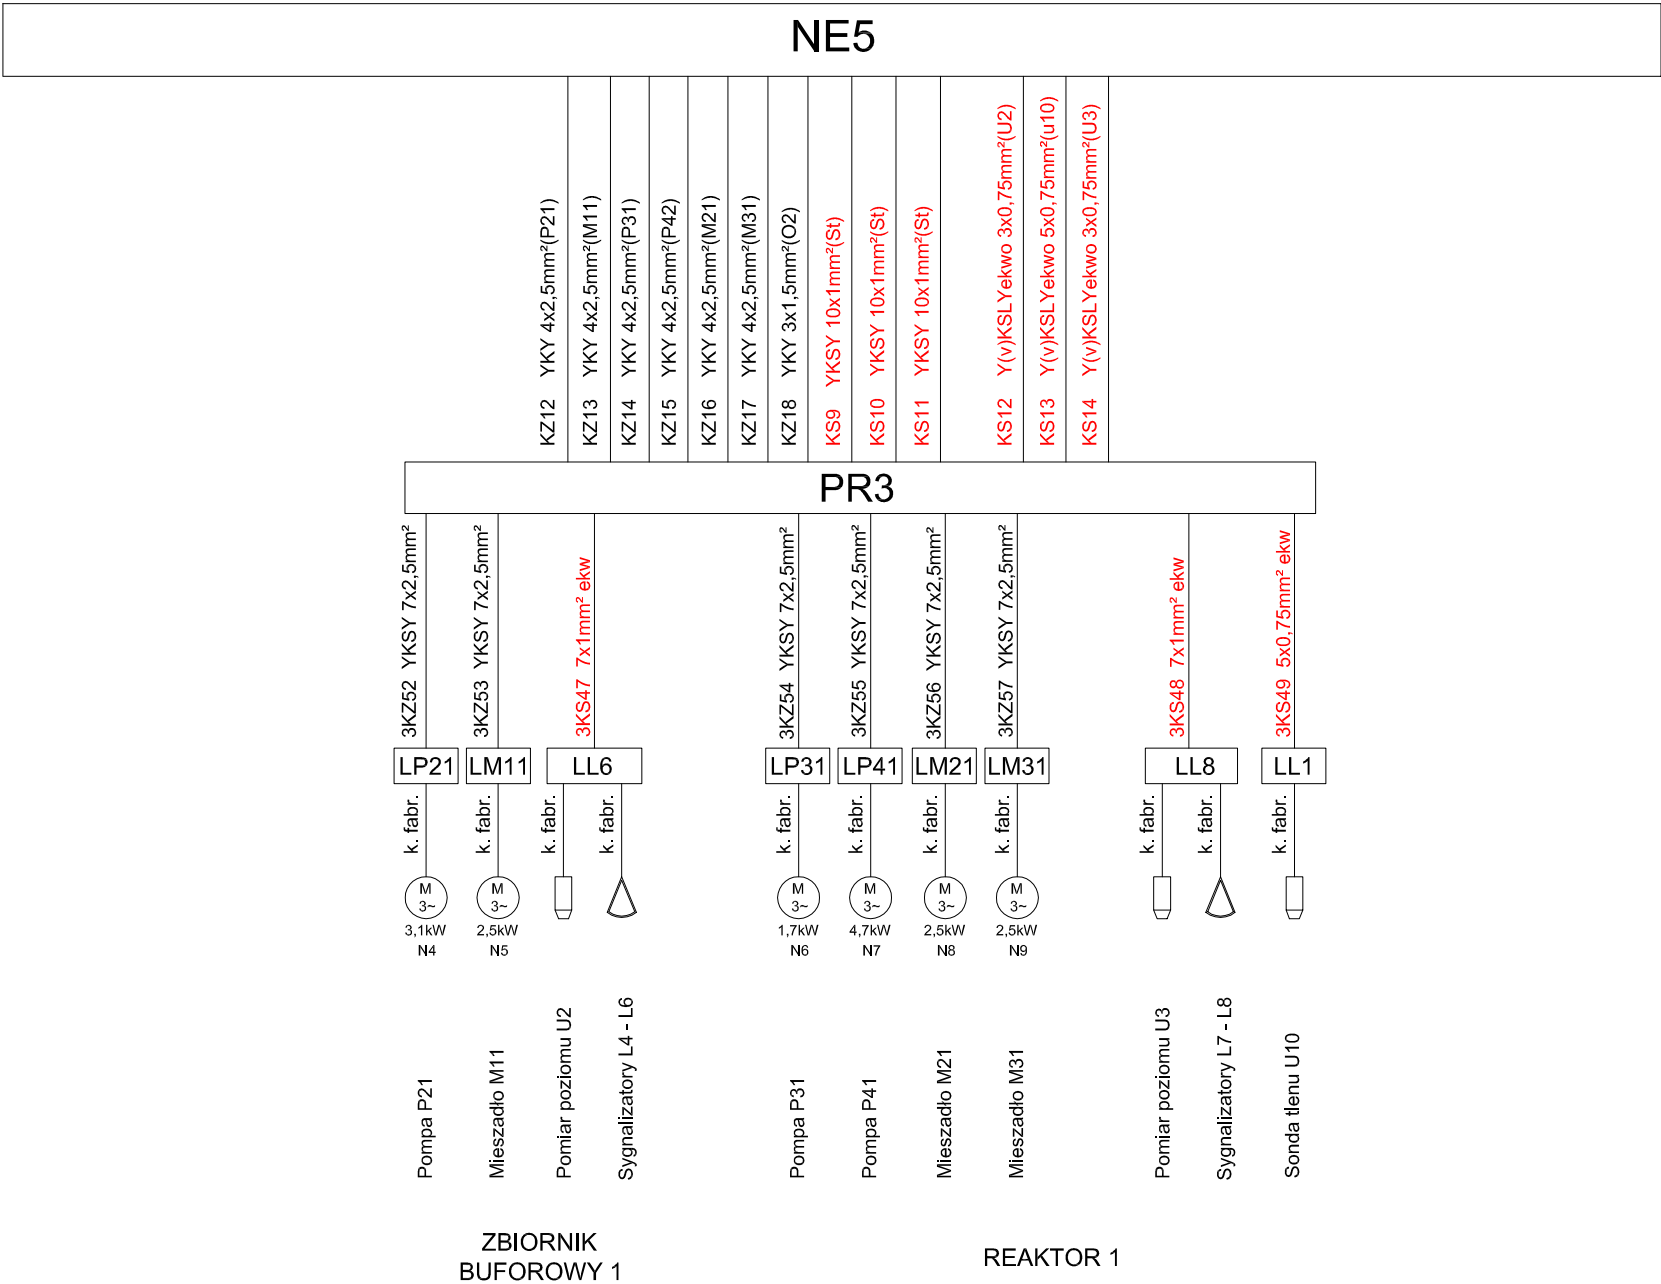 NE5
KZ12 YKY 4x2,5mm²(P21)
KZ13 YKY 4x2,5mm²(M11)
KZ14 YKY 4x2,5mm²(P31)
KZ15 YKY 4x2,5mm²(P42)
KZ16 YKY 4x2,5mm²(M21)
KZ17 YKY 4x2,5mm²(M31)
KZ18 YKY 3x1,5mm²(O2)
KS9 YKSY 10x1mm²(St)
KS10 YKSY 10x1mm²(St)
KS11 YKSY 10x1mm²(St)
KS12 Y(v)KSLYekwo 3x0,75mm²(U2)
KS13 Y(v)KSLYekwo 5x0,75mm²(u10)
KS14 Y(v)KSLYekwo 3x0,75mm²(U3)
PR3
3KZ52 YKSY 7x2,5mm²
3KZ53 YKSY 7x2,5mm²
3KS47 7x1mm² ekw
3KZ54 YKSY 7x2,5mm²
3KZ55 YKSY 7x2,5mm²
3KZ56 YKSY 7x2,5mm²
3KZ57 YKSY 7x2,5mm²
3KS48 7x1mm² ekw
3KS49 5x0,75mm² ekw
LP21
LM11
LL6
LP31
LP41
LM21
LM31
LL8
LL1
k. fabr.
k. fabr.
k. fabr.
k. fabr.
k. fabr.
k. fabr.
k. fabr.
k. fabr.
k. fabr.
k. fabr.
k. fabr.
M
3~
3,1kW
N4
M
3~
2,5kW
N5
M
3~
1,7kW
N6
M
3~
4,7kW
N7
M
3~
2,5kW
N8
M
3~
2,5kW
N9
Pompa P21
Mieszadło M11
Pomiar poziomu U2
Sygnalizatory L4 - L6
Pompa P31
Pompa P41
Mieszadło M21
Mieszadło M31
Pomiar poziomu U3
Sygnalizatory L7 - L8
Sonda tlenu U10
ZBIORNIK
BUFOROWY 1
REAKTOR 1